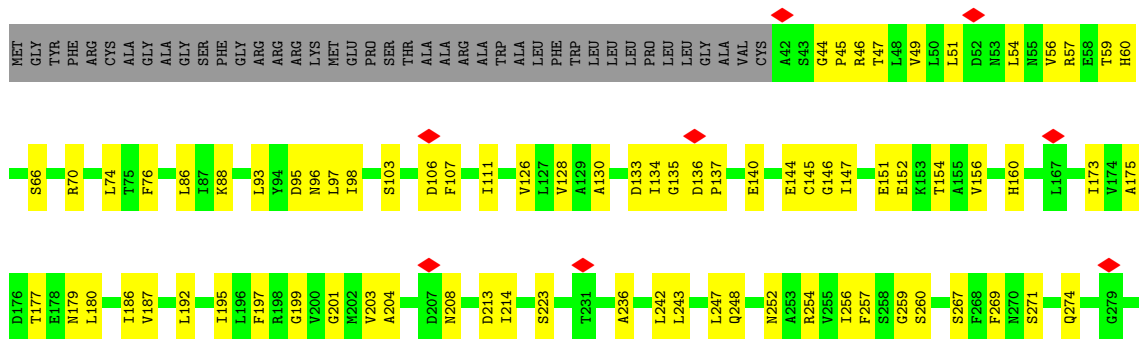 MET GLY TYR PHE ARG CYS ALA GLY ALA GLY SER PHE GLY ARG ARG ARG LYS MET GLU PRO SER THR ALA ALA ARG ALA TRP ALA LEU PHE TRP LEU LEU LEU PRO LEU LEU GLY ALA VAL CYS A42 S43 G44 P45 R46 T47 L48 V49 L50 L51 D52 N53 L54 N55 V56 R57 E58 T59 H60
S66 R70 L74 T75 F76 L86 I87 K88 L93 Y94 D95 N96 L97 I98 S103 D106 F107 I111 V126 L127 V128 A129 A130 D133 I134 G135 D136 P137 E140 E144 C145 G146 I147 E151 E152 K153 T154 A155 V156 H160 L167 I173 V174 A175
D176 T177 E178 N179 L180 I186 V187 L192 I195 L196 F197 R198 G199 V200 G201 M202 V203 A204 D207 N208 D213 I214 S223 T231 A236 L242 L243 L247 Q248 N252 A253 R254 V255 I256 F257 S258 G259 S260 S267 F268 F269 N270 S271 Q274 G279